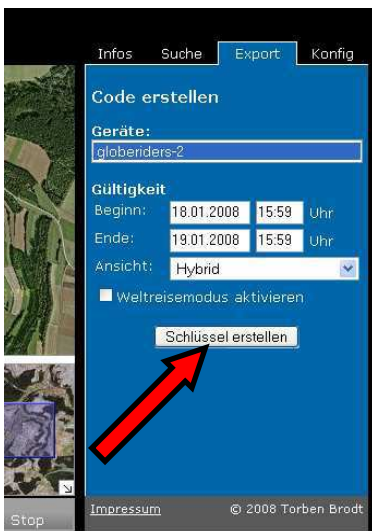 Infos Suche Export Konfig
Code erstellen
Geräte:
globeriders-2
Gültigkeit
Beginn: 18.01.2008 15:59 Uhr
Ende: 19.01.2008 15:59 Uhr
Ansicht: Hybrid
Weltreisemodus aktivieren
Schlüssel erstellen
Stop
Impressum © 2008 Torben Brodt